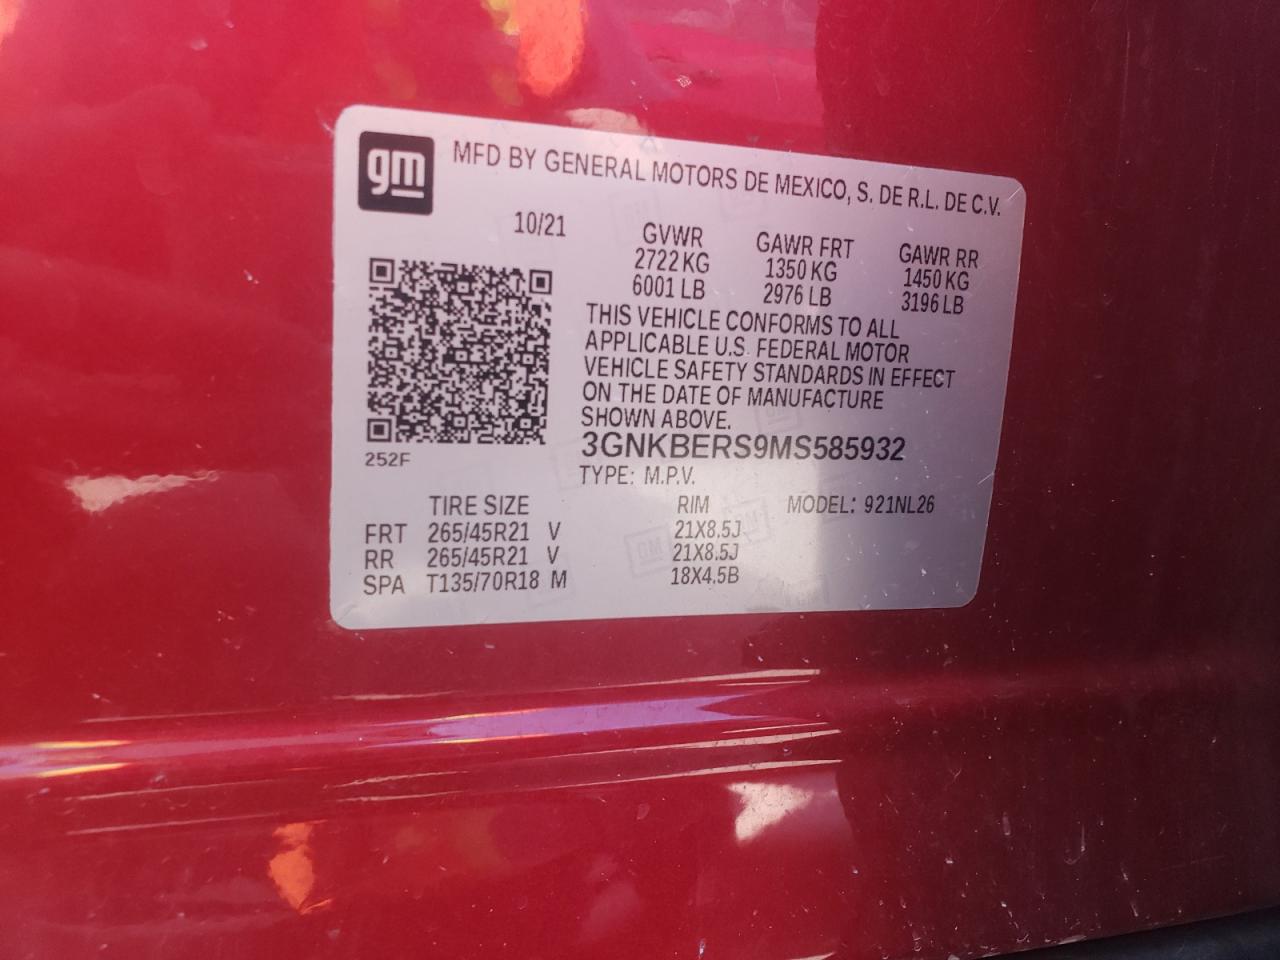 gm
MFD BY GENERAL MOTORS DE MEXICO, S. DE R.L. DE C.V.
10/21 GVWR GAWR FRT GAWR RR
2722 KG 1350 KG 1450 KG
6001 LB 2976 LB 3196 LB
THIS VEHICLE CONFORMS TO ALL
APPLICABLE U.S. FEDERAL MOTOR
VEHICLE SAFETY STANDARDS IN EFFECT
ON THE DATE OF MANUFACTURE
SHOWN ABOVE.
3GNKBERS9MS585932
252F
TYPE: M.P.V.
TIRE SIZE RIM MODEL: 921NL26
FRT 265/45R21 V 21X8.5J
RR 265/45R21 V 21X8.5J
SPA T135/70R18 M 18X4.5B